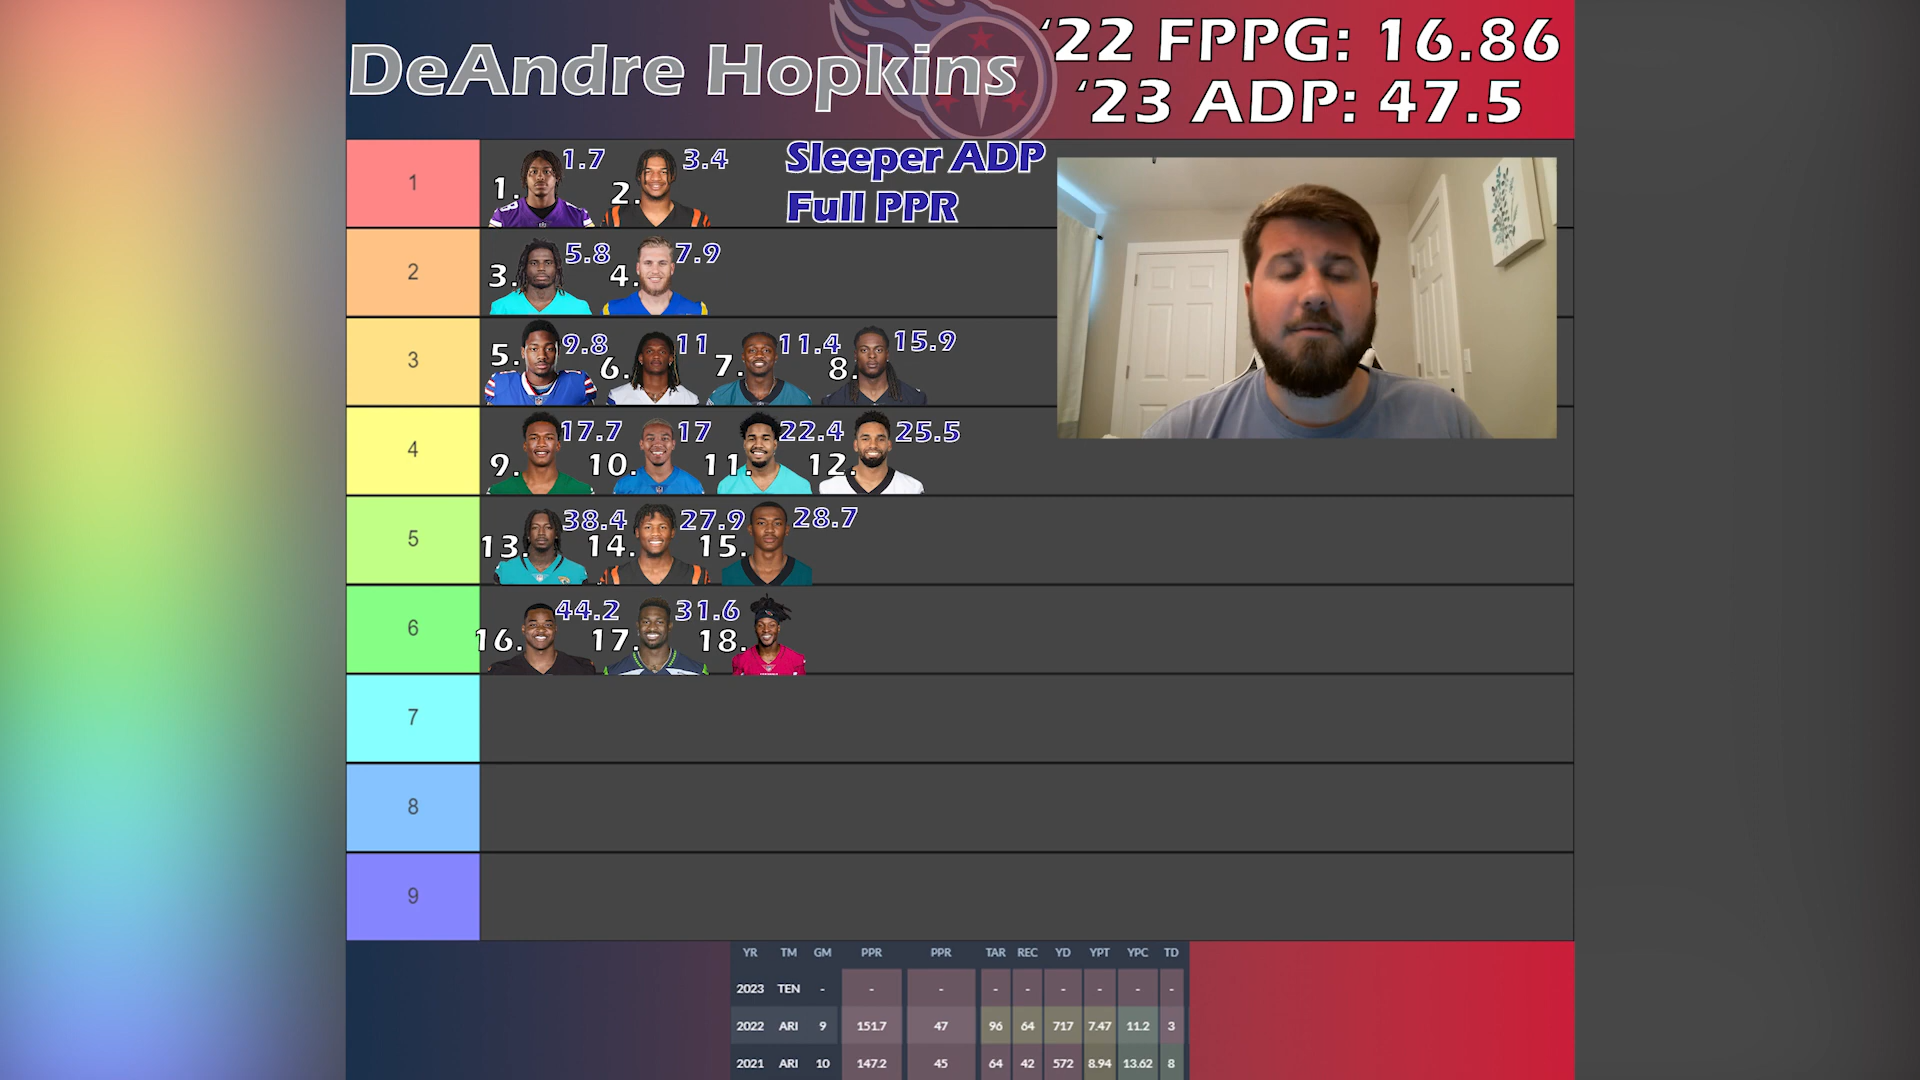 DeAndre Hopkins
‘22 FPPG: 16.86
‘23 ADP: 47.5
Sleeper ADP
Full PPR
1
1. 1.7 2. 3.4
2
3. 5.8 4. 7.9
3
5. 9.8 6. 11 7. 11.4 8. 15.9
4
9. 17.7 10. 17 11. 22.4 12. 25.5
5
13. 38.4 14. 27.9 15. 28.7
6
16. 44.2 17. 31.6 18.
7
8
9
YR TM GM PPR PPR TAR REC YD YPT YPC TD
2023 TEN - - - - - - - - -
2022 ARI 9 151.7 47 96 64 717 7.47 11.2 3
2021 ARI 10 147.2 45 64 42 572 8.94 13.62 8